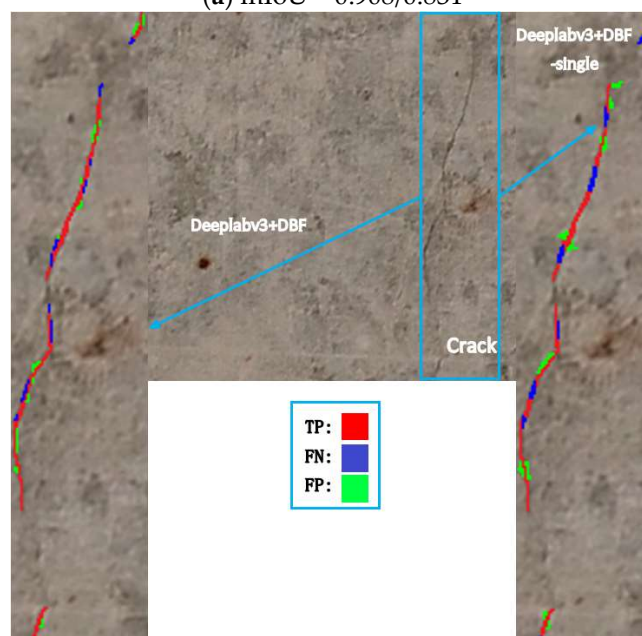 Deeplabv3+DBF
-single
Deeplabv3+DBF
Crack
TP:
FN:
FP: